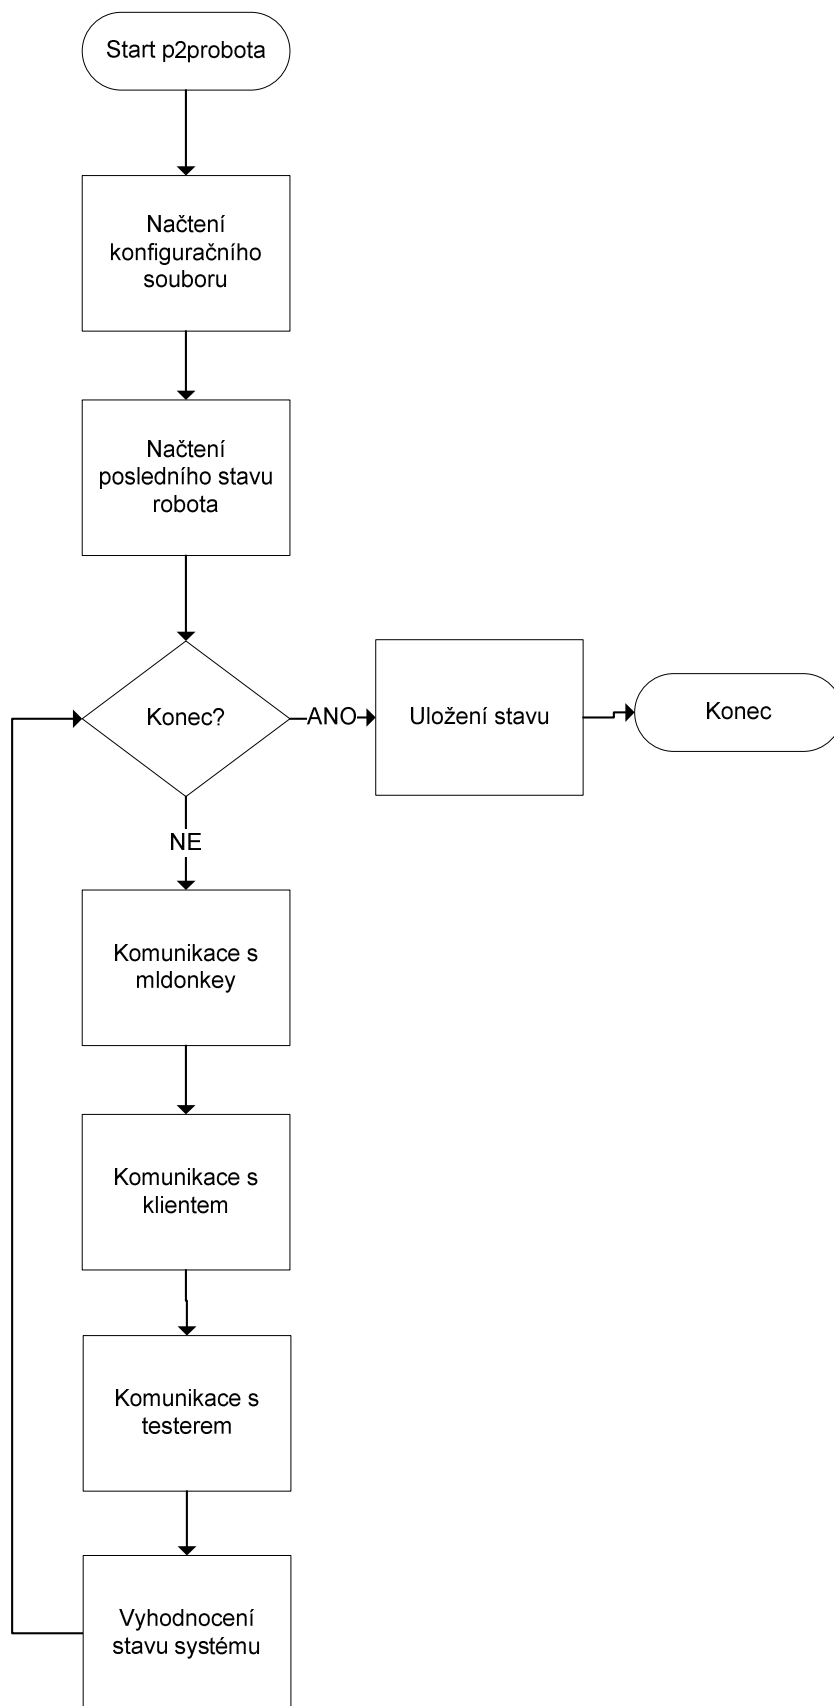 Start p2probota
Načtení
konfiguračního
souboru
Načtení
posledního stavu
robota
Konec?
ANO
Uložení stavu
Konec
NE
Komunikace s
mldonkey
Komunikace s
klientem
Komunikace s
testerem
Vyhodnocení
stavu systému